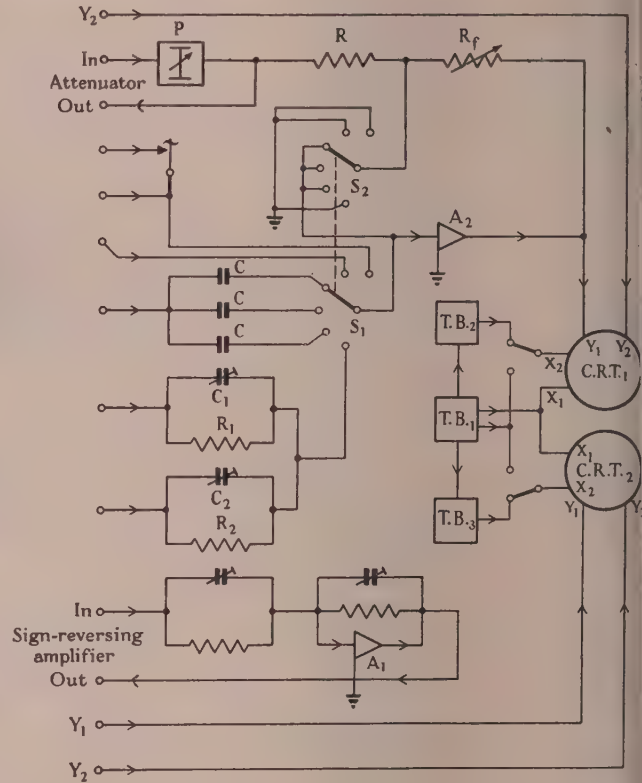 Y₂
P
In
Attenuator
Out
R
R_f
S₂
A₂
C
C
C
S₁
T.B.₂
T.B.₁
T.B.₃
Y₁
Y₂
X₂
C.R.T.₁
X₁
X₁
C.R.T.₂
X₂
Y₁
C₁
R₁
C₂
R₂
In
Sign-reversing
amplifier
Out
A₁
Y₁
Y₂